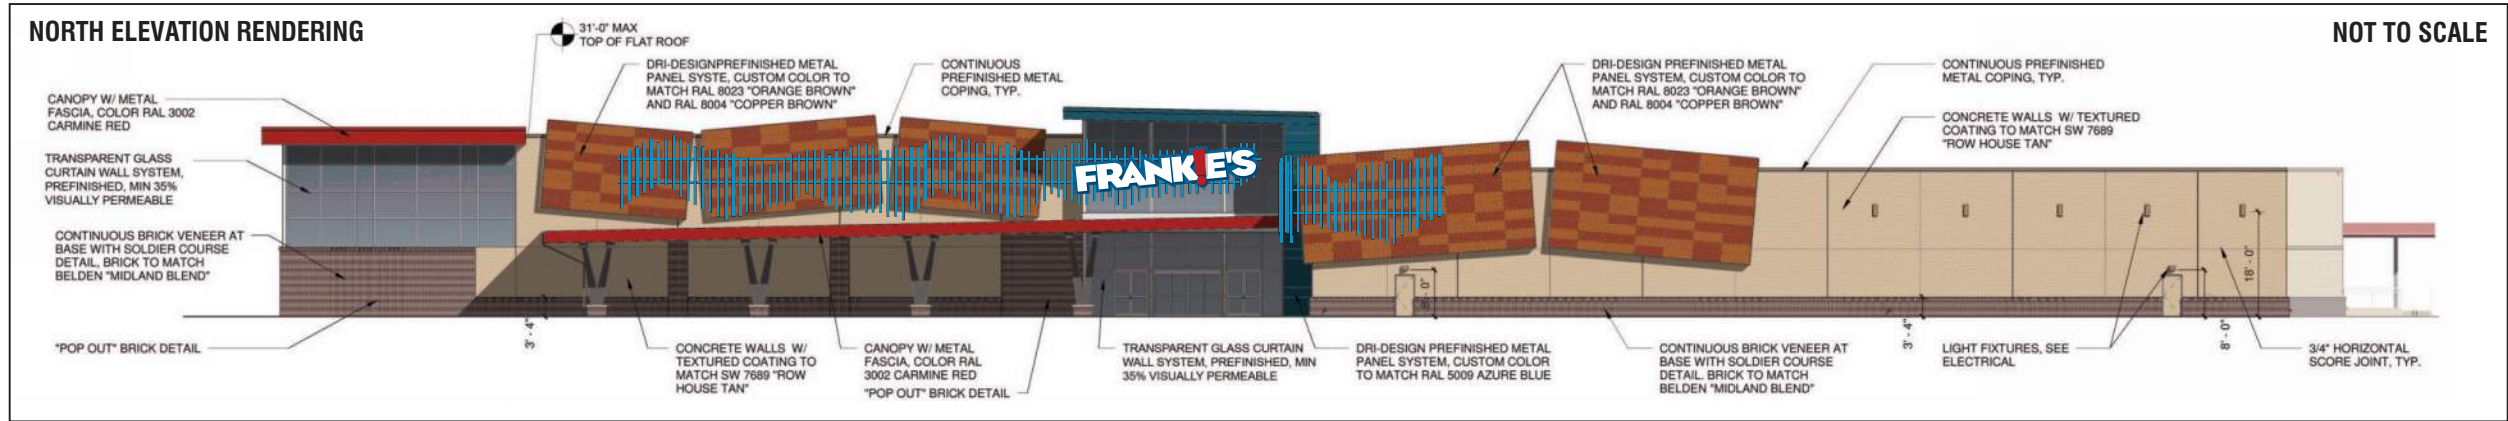 NORTH ELEVATION RENDERING
NOT TO SCALE
31'-0" MAX
TOP OF FLAT ROOF
CANOPY W/ METAL
FASCIA, COLOR RAL 3002
CARMINE RED
TRANSPARENT GLASS
CURTAIN WALL SYSTEM,
PREFINISHED, MIN 35%
VISUALLY PERMEABLE
CONTINUOUS BRICK VENEER AT
BASE WITH SOLDIER COURSE
DETAIL, BRICK TO MATCH
BELDEN "MIDLAND BLEND"
"POP OUT" BRICK DETAIL
DRI-DESIGNPREFINISHED METAL
PANEL SYSTE, CUSTOM COLOR TO
MATCH RAL 8023 "ORANGE BROWN"
AND RAL 8004 "COPPER BROWN"
CONTINUOUS
PREFINISHED METAL
COPING, TYP.
DRI-DESIGN PREFINISHED METAL
PANEL SYSTEM, CUSTOM COLOR TO
MATCH RAL 8023 "ORANGE BROWN"
AND RAL 8004 "COPPER BROWN"
CONTINUOUS PREFINISHED
METAL COPING, TYP.
CONCRETE WALLS W/ TEXTURED
COATING TO MATCH SW 7689
"ROW HOUSE TAN"
FRANK!E'S
18' - 0"
3' - 4"
3' - 4"
8' - 0"
CONCRETE WALLS W/
TEXTURED COATING TO
MATCH SW 7689 "ROW
HOUSE TAN"
CANOPY W/ METAL
FASCIA, COLOR RAL
3002 CARMINE RED
"POP OUT" BRICK DETAIL
TRANSPARENT GLASS CURTAIN
WALL SYSTEM, PREFINISHED, MIN
35% VISUALLY PERMEABLE
DRI-DESIGN PREFINISHED METAL
PANEL SYSTEM, CUSTOM COLOR
TO MATCH RAL 5009 AZURE BLUE
CONTINUOUS BRICK VENEER AT
BASE WITH SOLDIER COURSE
DETAIL. BRICK TO MATCH
BELDEN "MIDLAND BLEND"
LIGHT FIXTURES, SEE
ELECTRICAL
3/4" HORIZONTAL
SCORE JOINT, TYP.